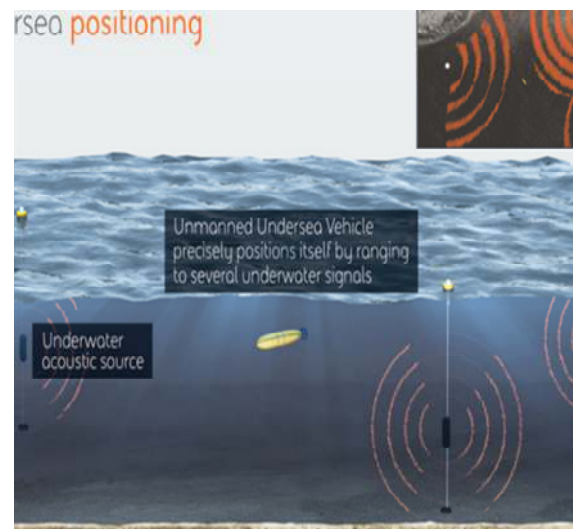 rsea positioning
Unmanned Undersea Vehicle
precisely positions itself by ranging
to several underwater signals
Underwater
acoustic source